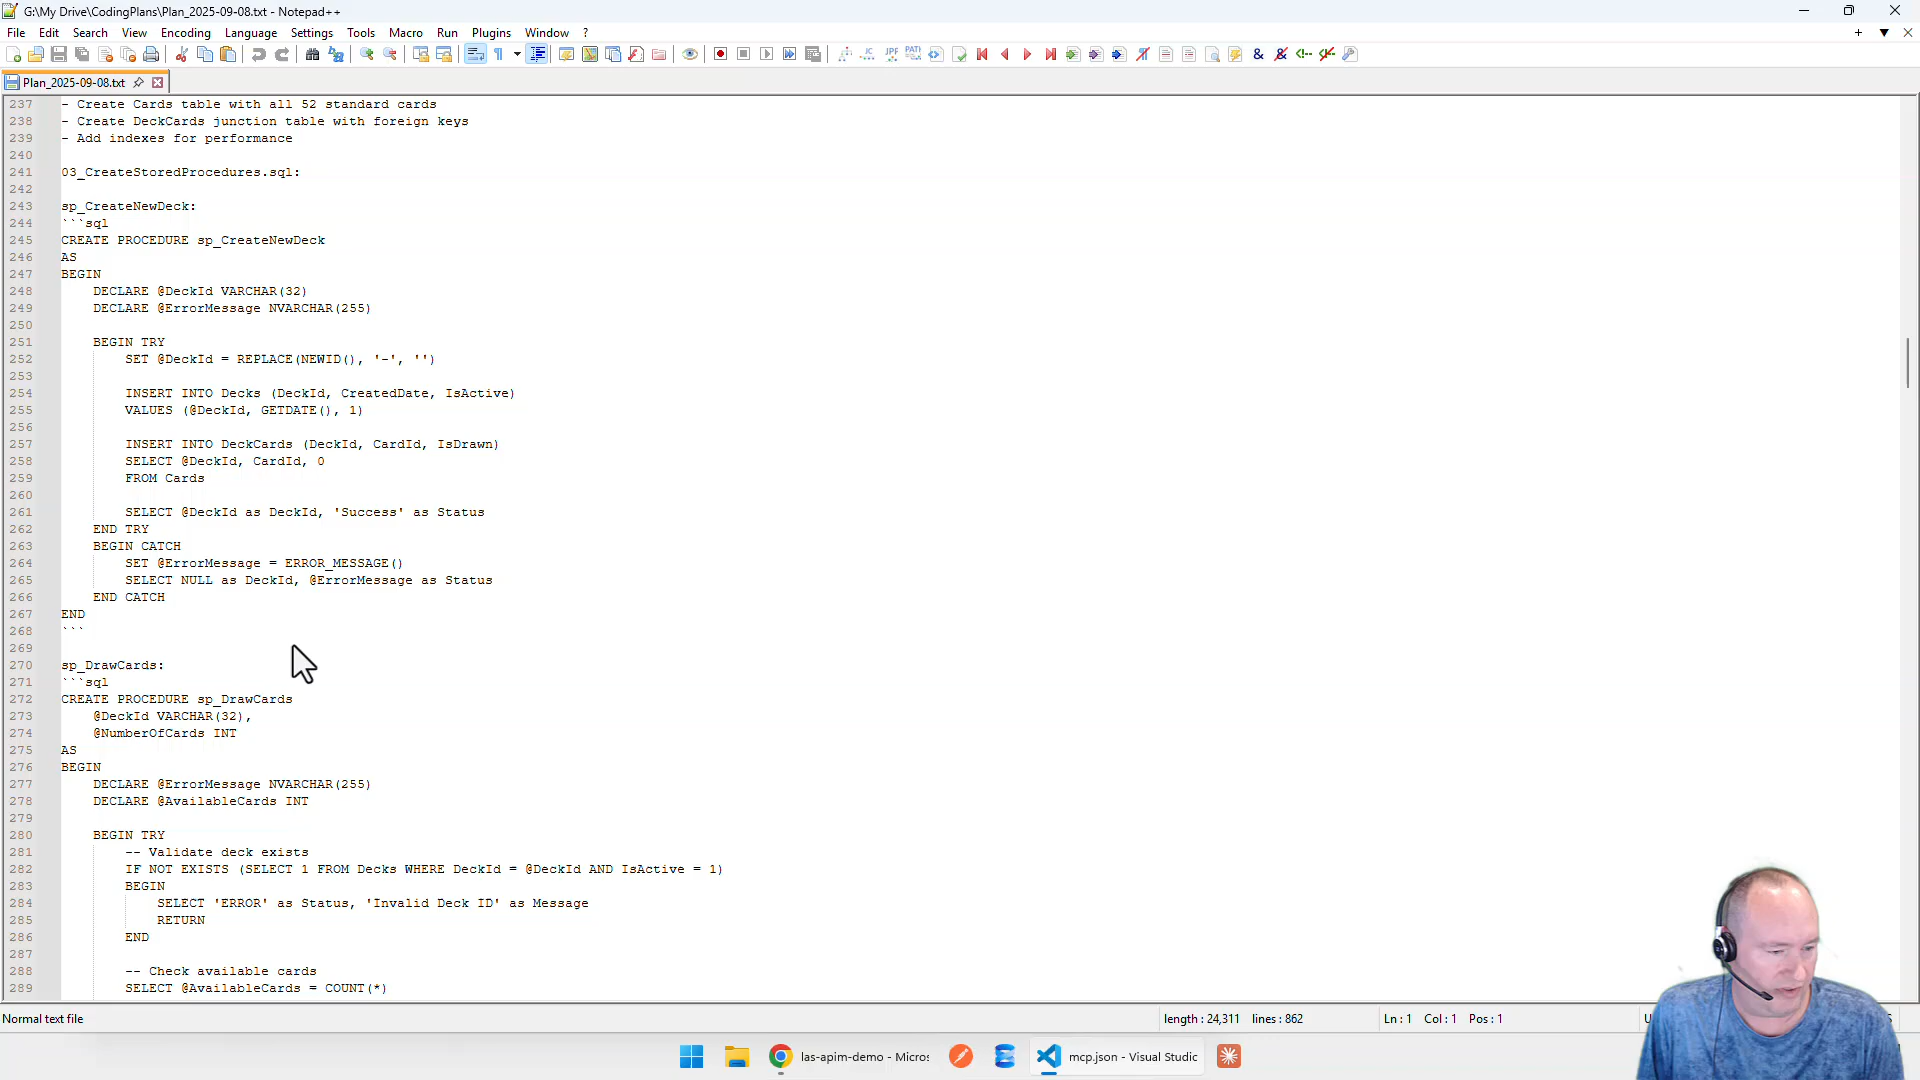 G:\My Drive\CodingPlans\Plan_2025-09-08.txt - Notepad++
File Edit Search View Encoding Language Settings Tools Macro Run Plugins Window ?
Plan_2025-09-08.txt
237 - Create Cards table with all 52 standard cards
238 - Create DeckCards junction table with foreign keys
239 - Add indexes for performance
240
241 03_CreateStoredProcedures.sql:
242
243 sp_CreateNewDeck:
244 ```sql
245 CREATE PROCEDURE sp_CreateNewDeck
246 AS
247 BEGIN
248 DECLARE @DeckId VARCHAR(32)
249 DECLARE @ErrorMessage NVARCHAR(255)
250
251 BEGIN TRY
252 SET @DeckId = REPLACE(NEWID(), '-', '')
253
254 INSERT INTO Decks (DeckId, CreatedDate, IsActive)
255 VALUES (@DeckId, GETDATE(), 1)
256
257 INSERT INTO DeckCards (DeckId, CardId, IsDrawn)
258 SELECT @DeckId, CardId, 0
259 FROM Cards
260
261 SELECT @DeckId as DeckId, 'Success' as Status
262 END TRY
263 BEGIN CATCH
264 SET @ErrorMessage = ERROR_MESSAGE()
265 SELECT NULL as DeckId, @ErrorMessage as Status
266 END CATCH
267 END
268 ```
269
270 sp_DrawCards:
271 ```sql
272 CREATE PROCEDURE sp_DrawCards
273 @DeckId VARCHAR(32),
274 @NumberOfCards INT
275 AS
276 BEGIN
277 DECLARE @ErrorMessage NVARCHAR(255)
278 DECLARE @AvailableCards INT
279
280 BEGIN TRY
281 -- Validate deck exists
282 IF NOT EXISTS (SELECT 1 FROM Decks WHERE DeckId = @DeckId AND IsActive = 1)
283 BEGIN
284 SELECT 'ERROR' as Status, 'Invalid Deck ID' as Message
285 RETURN
286 END
287
288 -- Check available cards
289 SELECT @AvailableCards = COUNT(*)
Normal text file length : 24,311 lines : 862 Ln : 1 Col : 1 Pos : 1
las-apim-demo - Micros mcp.json - Visual Studio